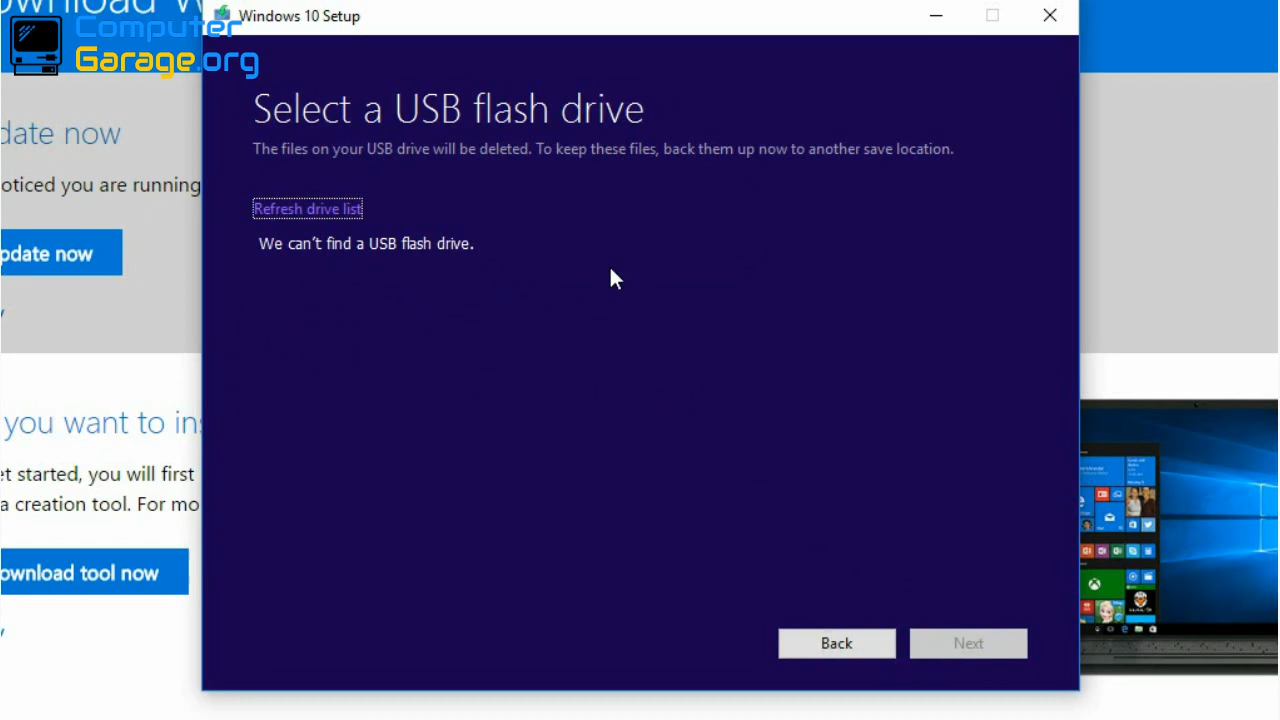 ownload W
Computer
Garage.org
Windows 10 Setup
Select a USB flash drive
The files on your USB drive will be deleted. To keep these files, back them up now to another save location.
Refresh drive list
We can't find a USB flash drive.
Back
Next
date now
oticed you are running
pdate now
y
you want to ins
et started, you will first
a creation tool. For mo
ownload tool now
y